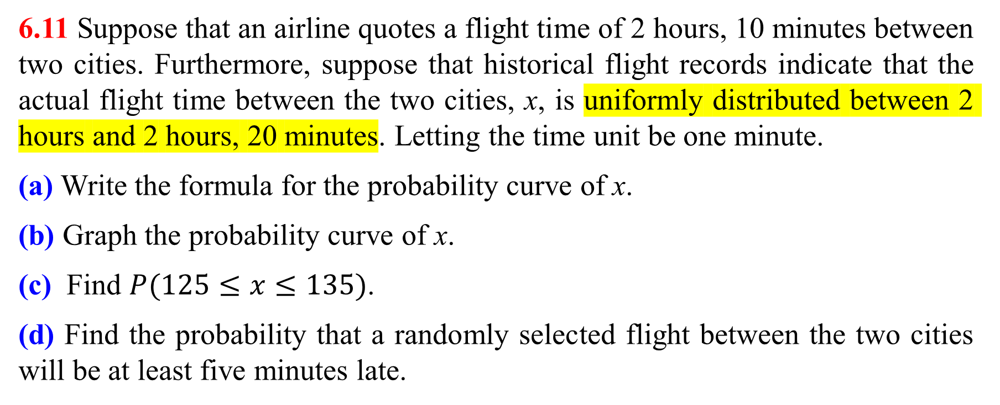 6.11 Suppose that an airline quotes a flight time of 2 hours, 10 minutes between
two cities. Furthermore, suppose that historical flight records indicate that the
actual flight time between the two cities, x, is uniformly distributed between 2
hours and 2 hours, 20 minutes. Letting the time unit be one minute.
(a) Write the formula for the probability curve of x.
(b) Graph the probability curve of x.
(c) Find P(125 ≤ x ≤ 135).
(d) Find the probability that a randomly selected flight between the two cities
will be at least five minutes late.